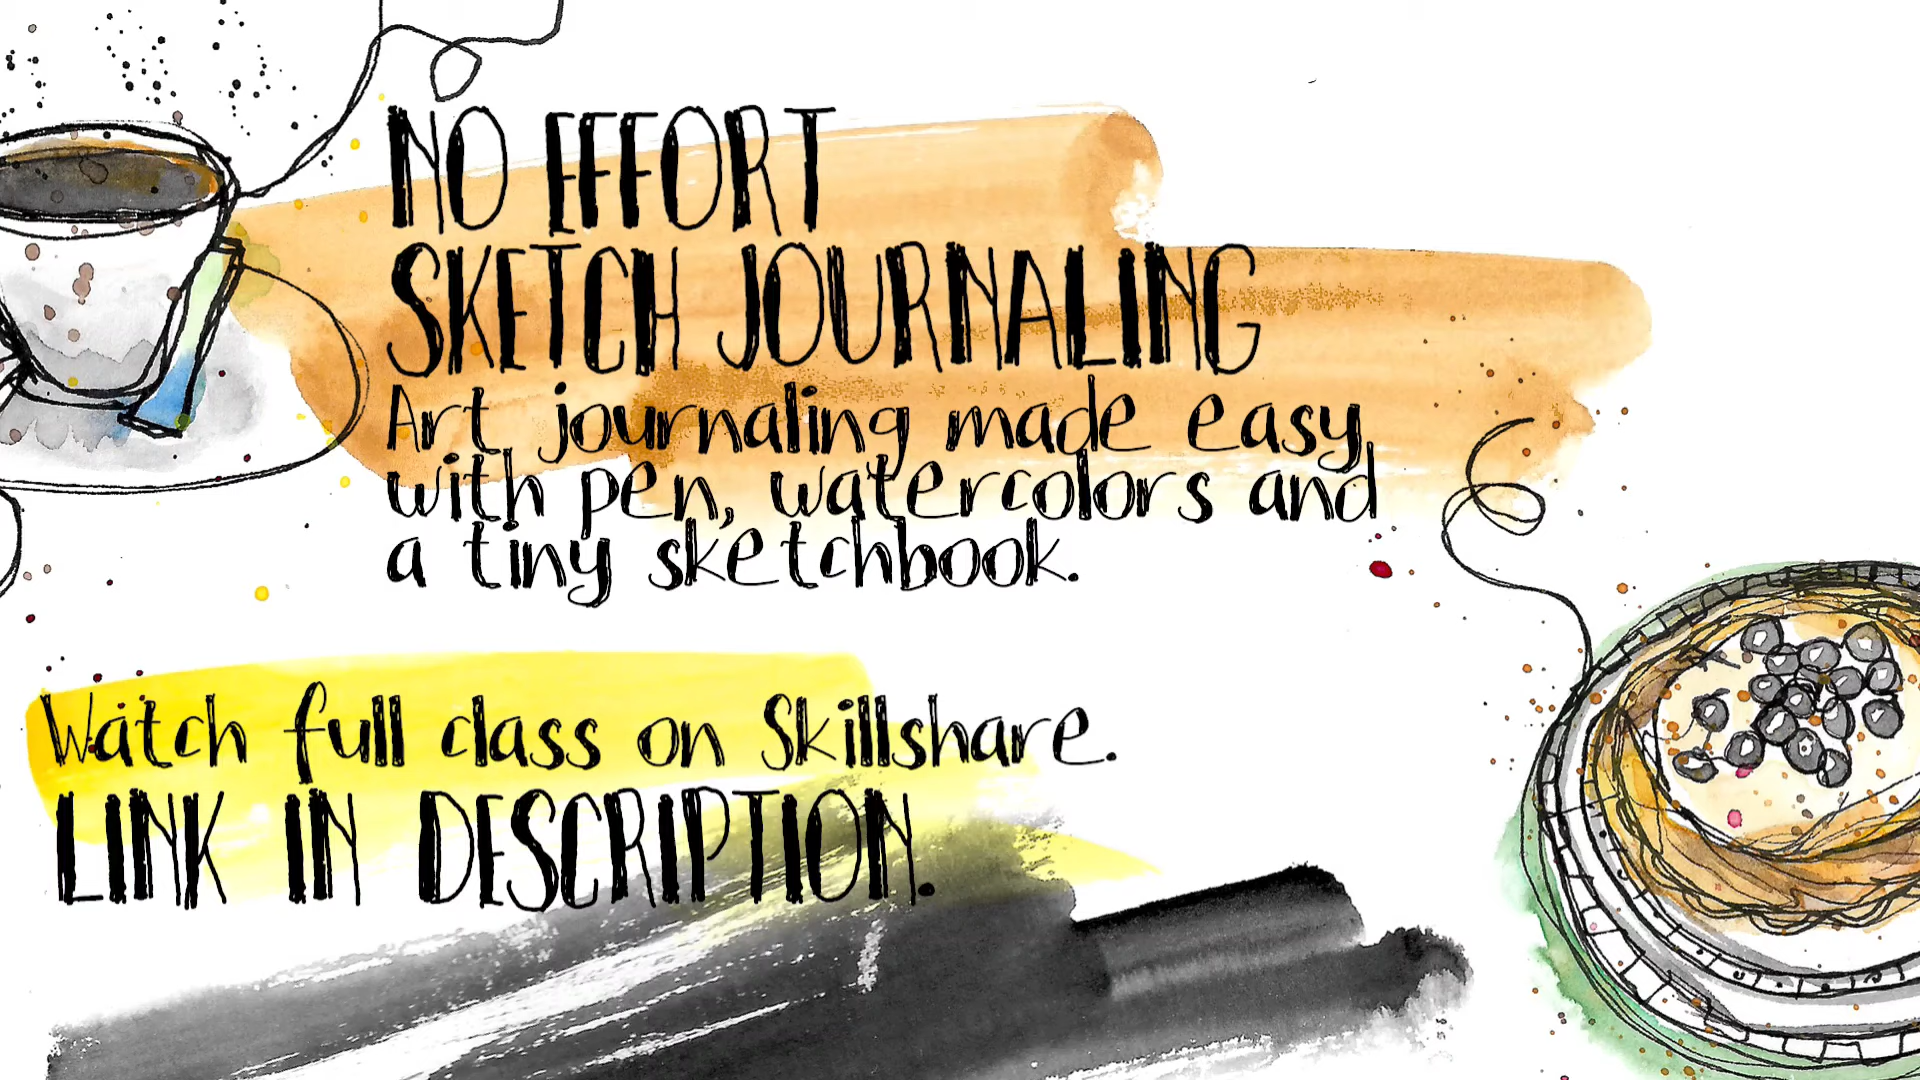 NO EFFORT
SKETCH JOURNALING
Art journaling made easy
with pen, watercolors and
a tiny sketchbook.
Watch full class on Skillshare.
LINK IN DESCRIPTION.